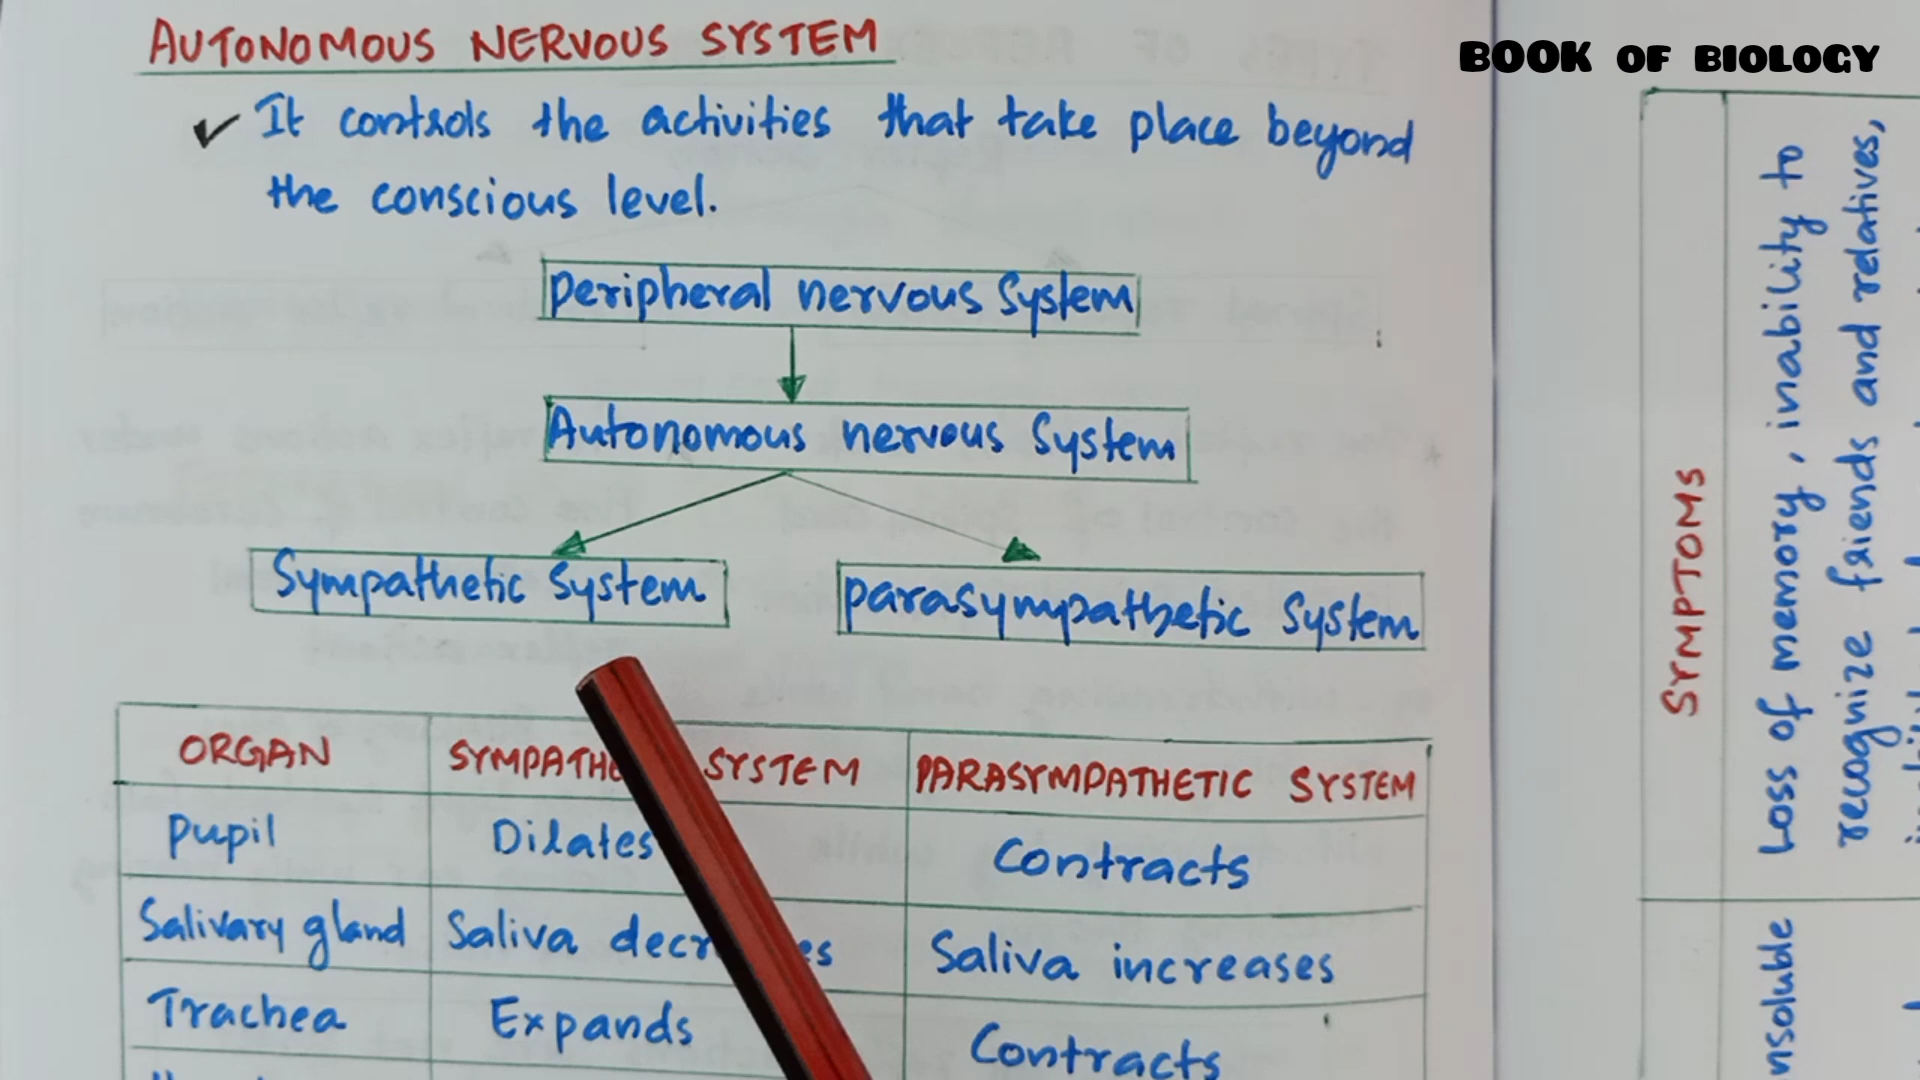 AUTONOMOUS NERVOUS SYSTEM
BOOK OF BIOLOGY
It controls the activities that take place beyond
the conscious level.
Peripheral nervous System
Autonomous nervous System
Sympathetic System
parasympathetic System
ORGAN SYSTEM PARASYMPATHETIC SYSTEM
Pupil Dilates Contracts
Salivary gland Saliva Saliva increases
Trachea Expands Contracts
SYMPTOMS
Loss of memory, inability to
recognize friends and relatives,